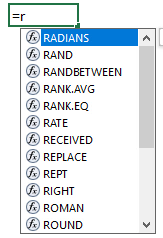 =r
RADIANS
RAND
RANDBETWEEN
RANK.AVG
RANK.EQ
RATE
RECEIVED
REPLACE
REPT
RIGHT
ROMAN
ROUND